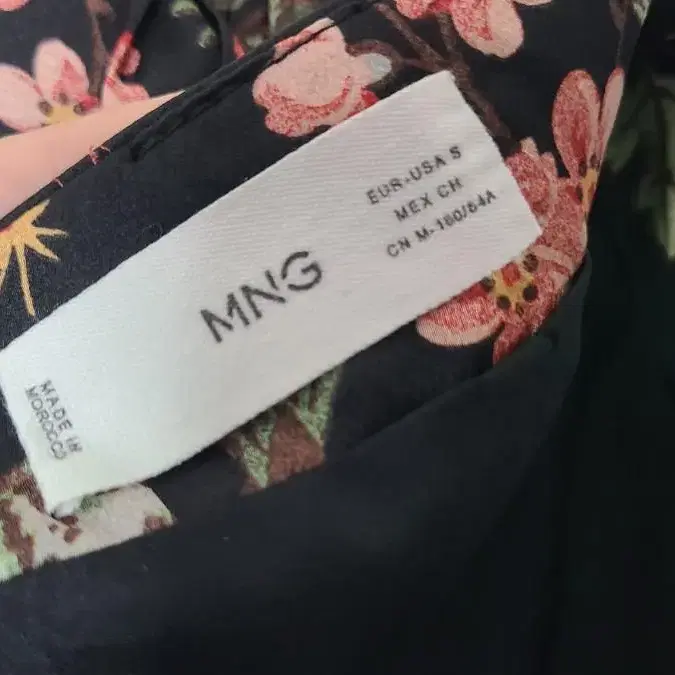 MNG
EUR-USA S
MEX CH
CN M-160/84A
MADE IN
MOROCCO